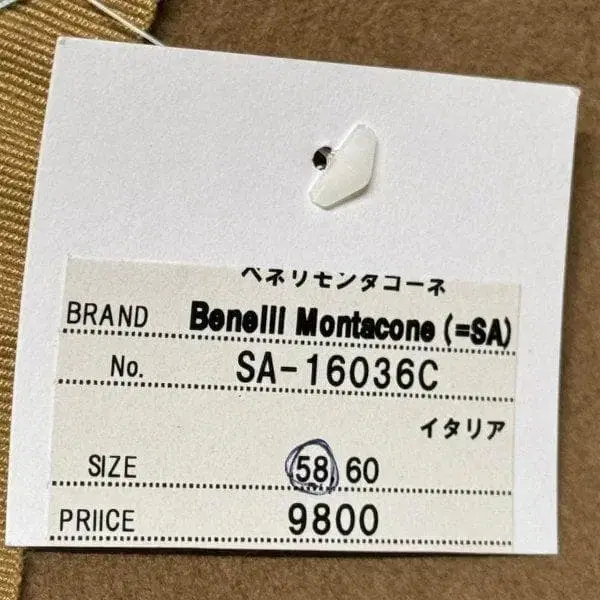 ベネリモンタコーネ
BRAND Benelli Montacone (=SA)
No. SA-16036C
イタリア
SIZE 58, 60
PRIICE 9800